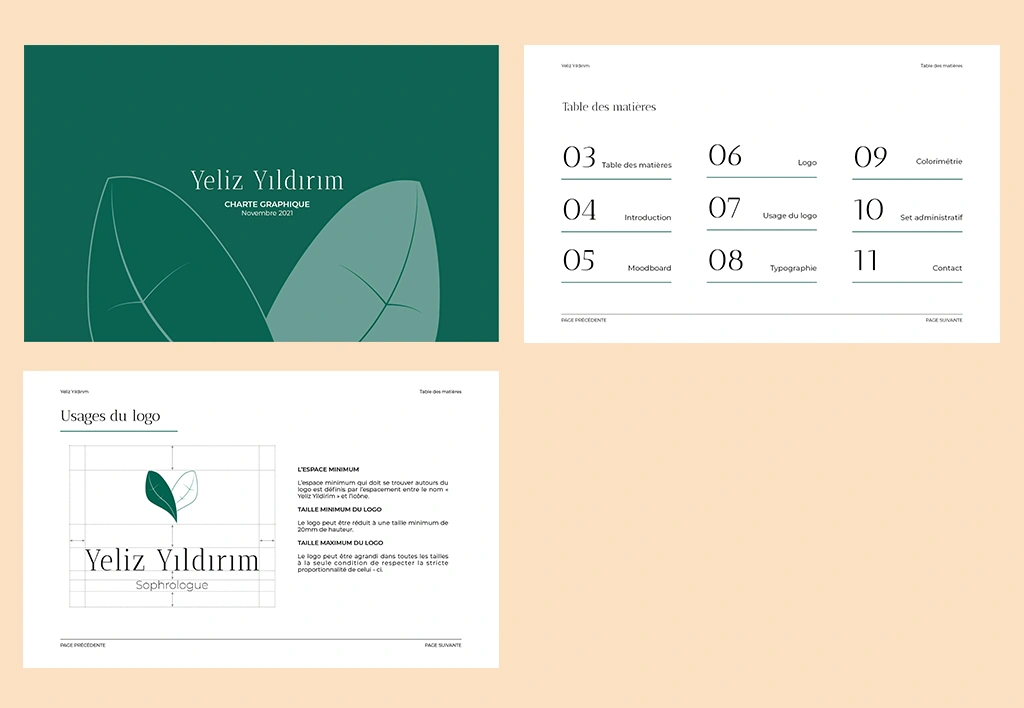 Yeliz Yıldırım
CHARTE GRAPHIQUE
Novembre 2021
Yeliz Yıldırım
Table des matières
Table des matières
03 Table des matières
06 Logo
09 Colorimétrie
04 Introduction
07 Usage du logo
10 Set administratif
05 Moodboard
08 Typographie
11 Contact
PAGE PRÉCÉDENTE
PAGE SUIVANTE
Yeliz Yıldırım
Table des matières
Usages du logo
Yeliz Yıldırım
Sophrologue
L'ESPACE MINIMUM
L'espace minimum qui doit se trouver autours du
logo est définis par l'espacement entre le nom «
Yeliz Yildirim » et l'icône.
TAILLE MINIMUM DU LOGO
Le logo peut être réduit à une taille minimum de
20mm de hauteur.
TAILLE MAXIMUM DU LOGO
Le logo peut être agrandi dans toutes les tailles
à la seule condition de respecter la stricte
proportionnalité de celui - ci.
PAGE PRÉCÉDENTE
PAGE SUIVANTE